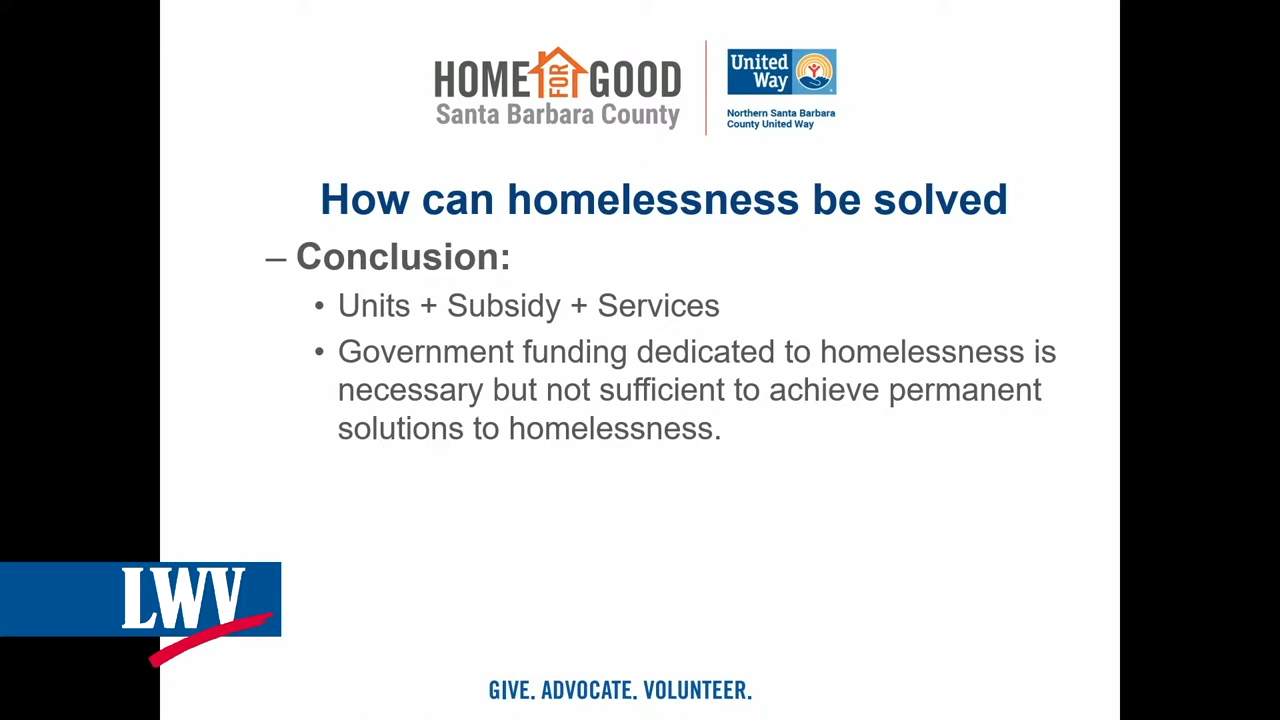 HOME FOR GOOD
Santa Barbara County
United
Way
Northern Santa Barbara
County United Way
How can homelessness be solved
– Conclusion:
• Units + Subsidy + Services
• Government funding dedicated to homelessness is
necessary but not sufficient to achieve permanent
solutions to homelessness.
LWV
GIVE. ADVOCATE. VOLUNTEER.